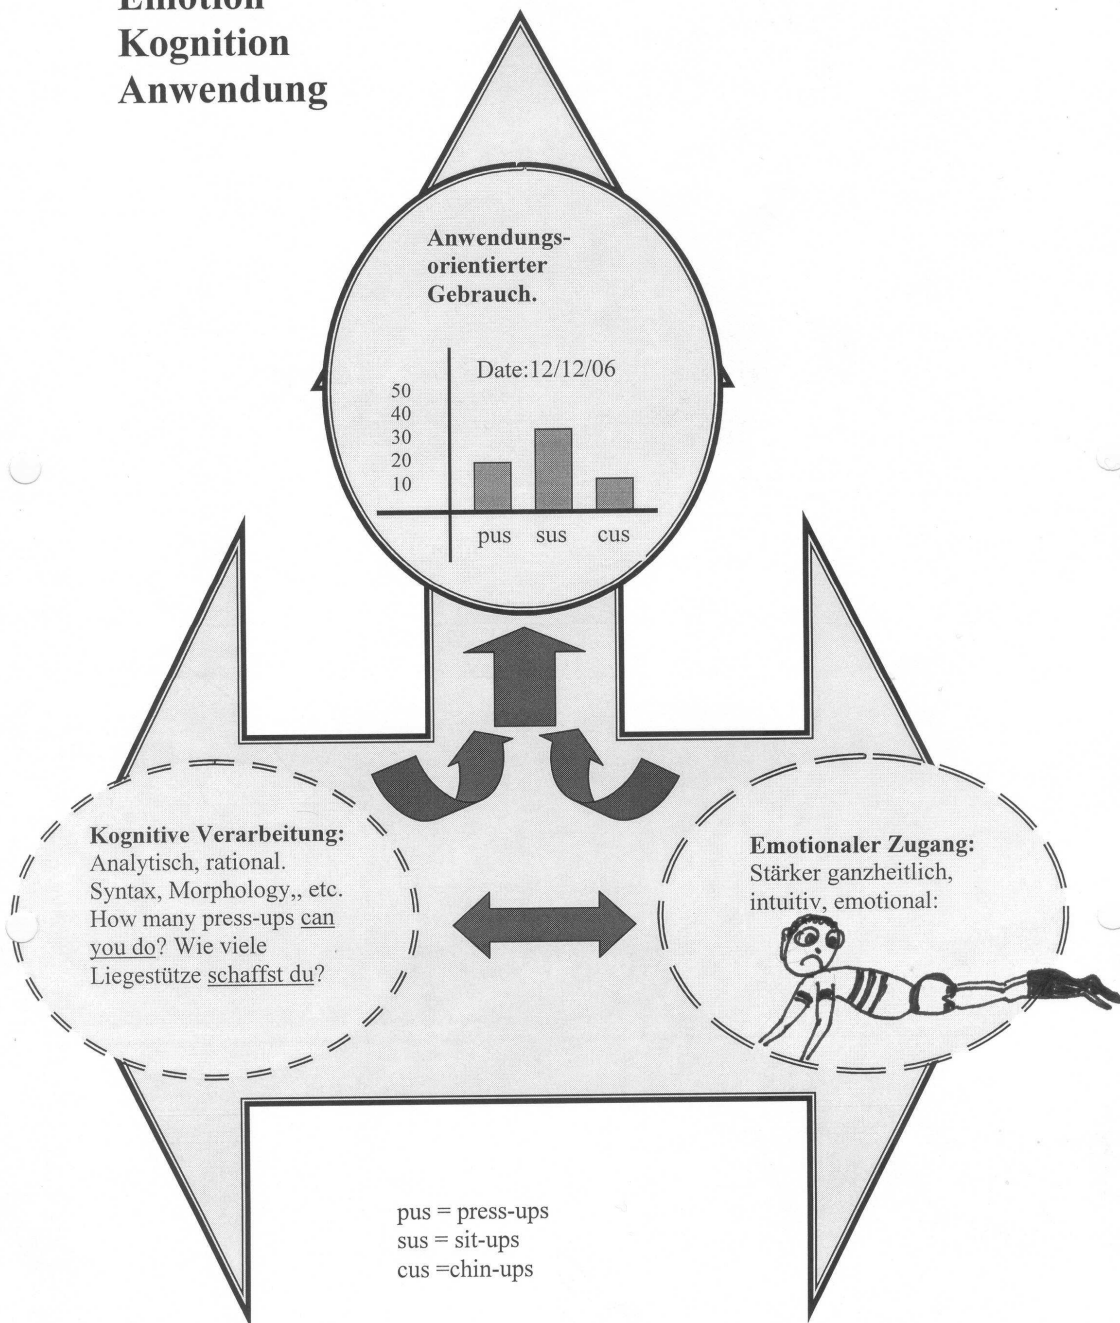 Emotion
Kognition
Anwendung
Anwendungs-
orientierter
Gebrauch.
Date:12/12/06
50
40
30
20
10
pus sus cus
Kognitive Verarbeitung:
Analytisch, rational.
Syntax, Morphology,, etc.
How many press-ups can
you do? Wie viele
Liegestütze schaffst du?
Emotionaler Zugang:
Stärker ganzheitlich,
intuitiv, emotional:
pus = press-ups
sus = sit-ups
cus =chin-ups